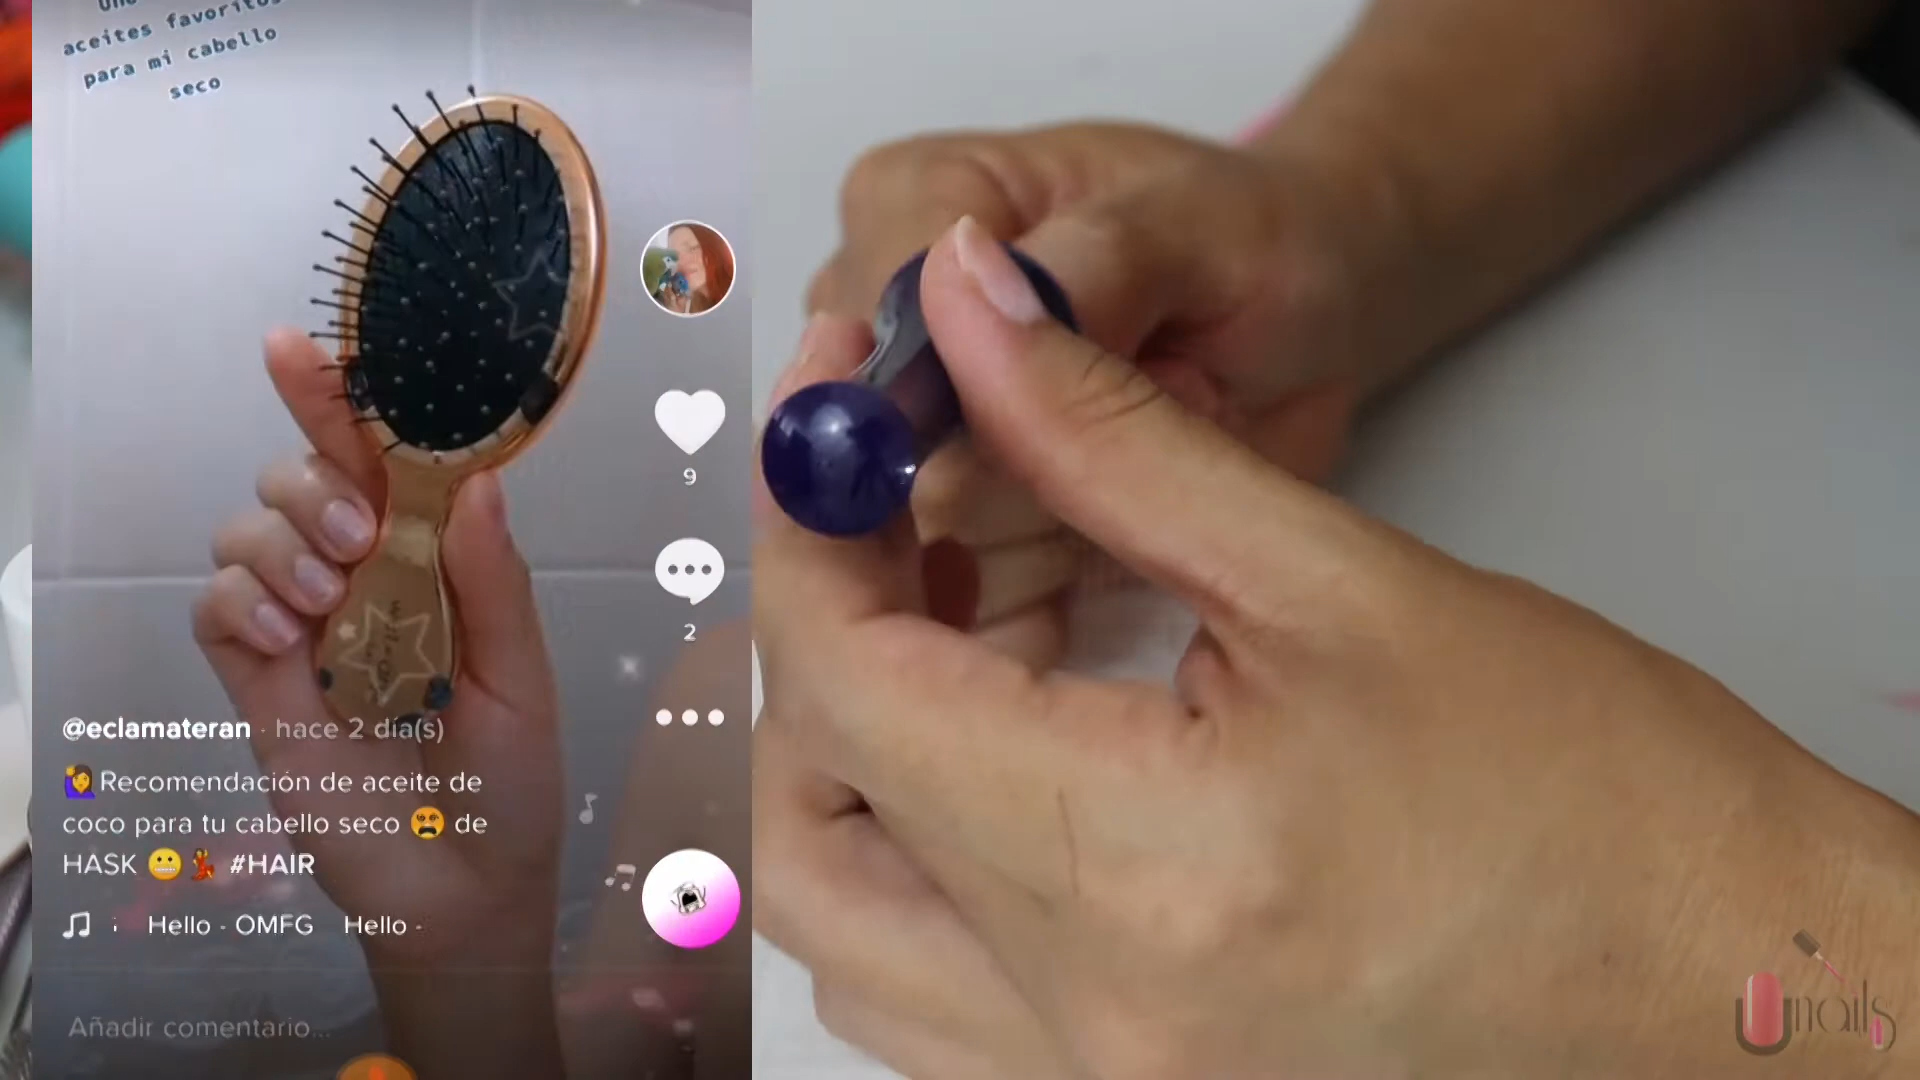 aceites favoritos
para mi cabello
seco
9
2
@eclamateran · hace 2 día(s)
Recomendación de aceite de
coco para tu cabello seco de
HASK #HAIR
Hello - OMFG Hello -
Añadir comentario...
Unails